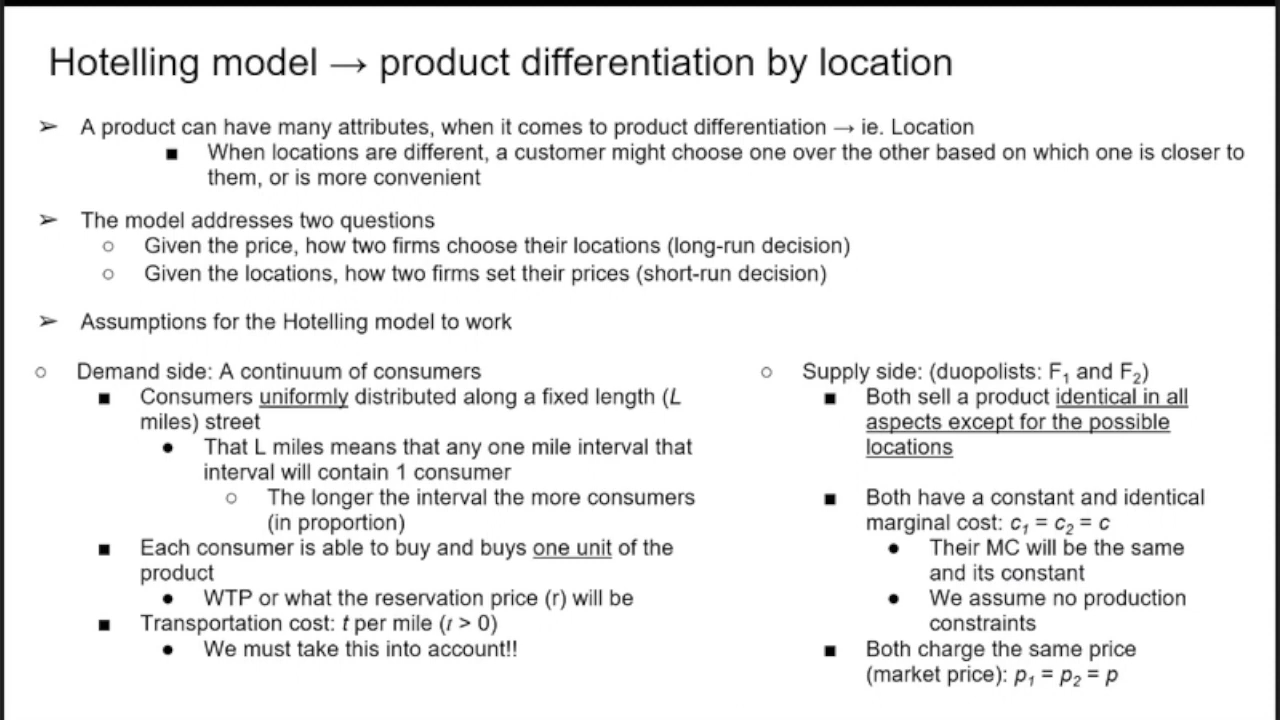 Hotelling model → product differentiation by location
➢ A product can have many attributes, when it comes to product differentiation → ie. Location
■ When locations are different, a customer might choose one over the other based on which one is closer to
them, or is more convenient
➢ The model addresses two questions
○ Given the price, how two firms choose their locations (long-run decision)
○ Given the locations, how two firms set their prices (short-run decision)
➢ Assumptions for the Hotelling model to work
○ Demand side: A continuum of consumers
■ Consumers uniformly distributed along a fixed length (L
miles) street
● That L miles means that any one mile interval that
interval will contain 1 consumer
○ The longer the interval the more consumers
(in proportion)
■ Each consumer is able to buy and buys one unit of the
product
● WTP or what the reservation price (r) will be
■ Transportation cost: t per mile (t > 0)
● We must take this into account!!
○ Supply side: (duopolists: F₁ and F₂)
■ Both sell a product identical in all
aspects except for the possible
locations
■ Both have a constant and identical
marginal cost: c₁ = c₂ = c
● Their MC will be the same
and its constant
● We assume no production
constraints
■ Both charge the same price
(market price): p₁ = p₂ = p